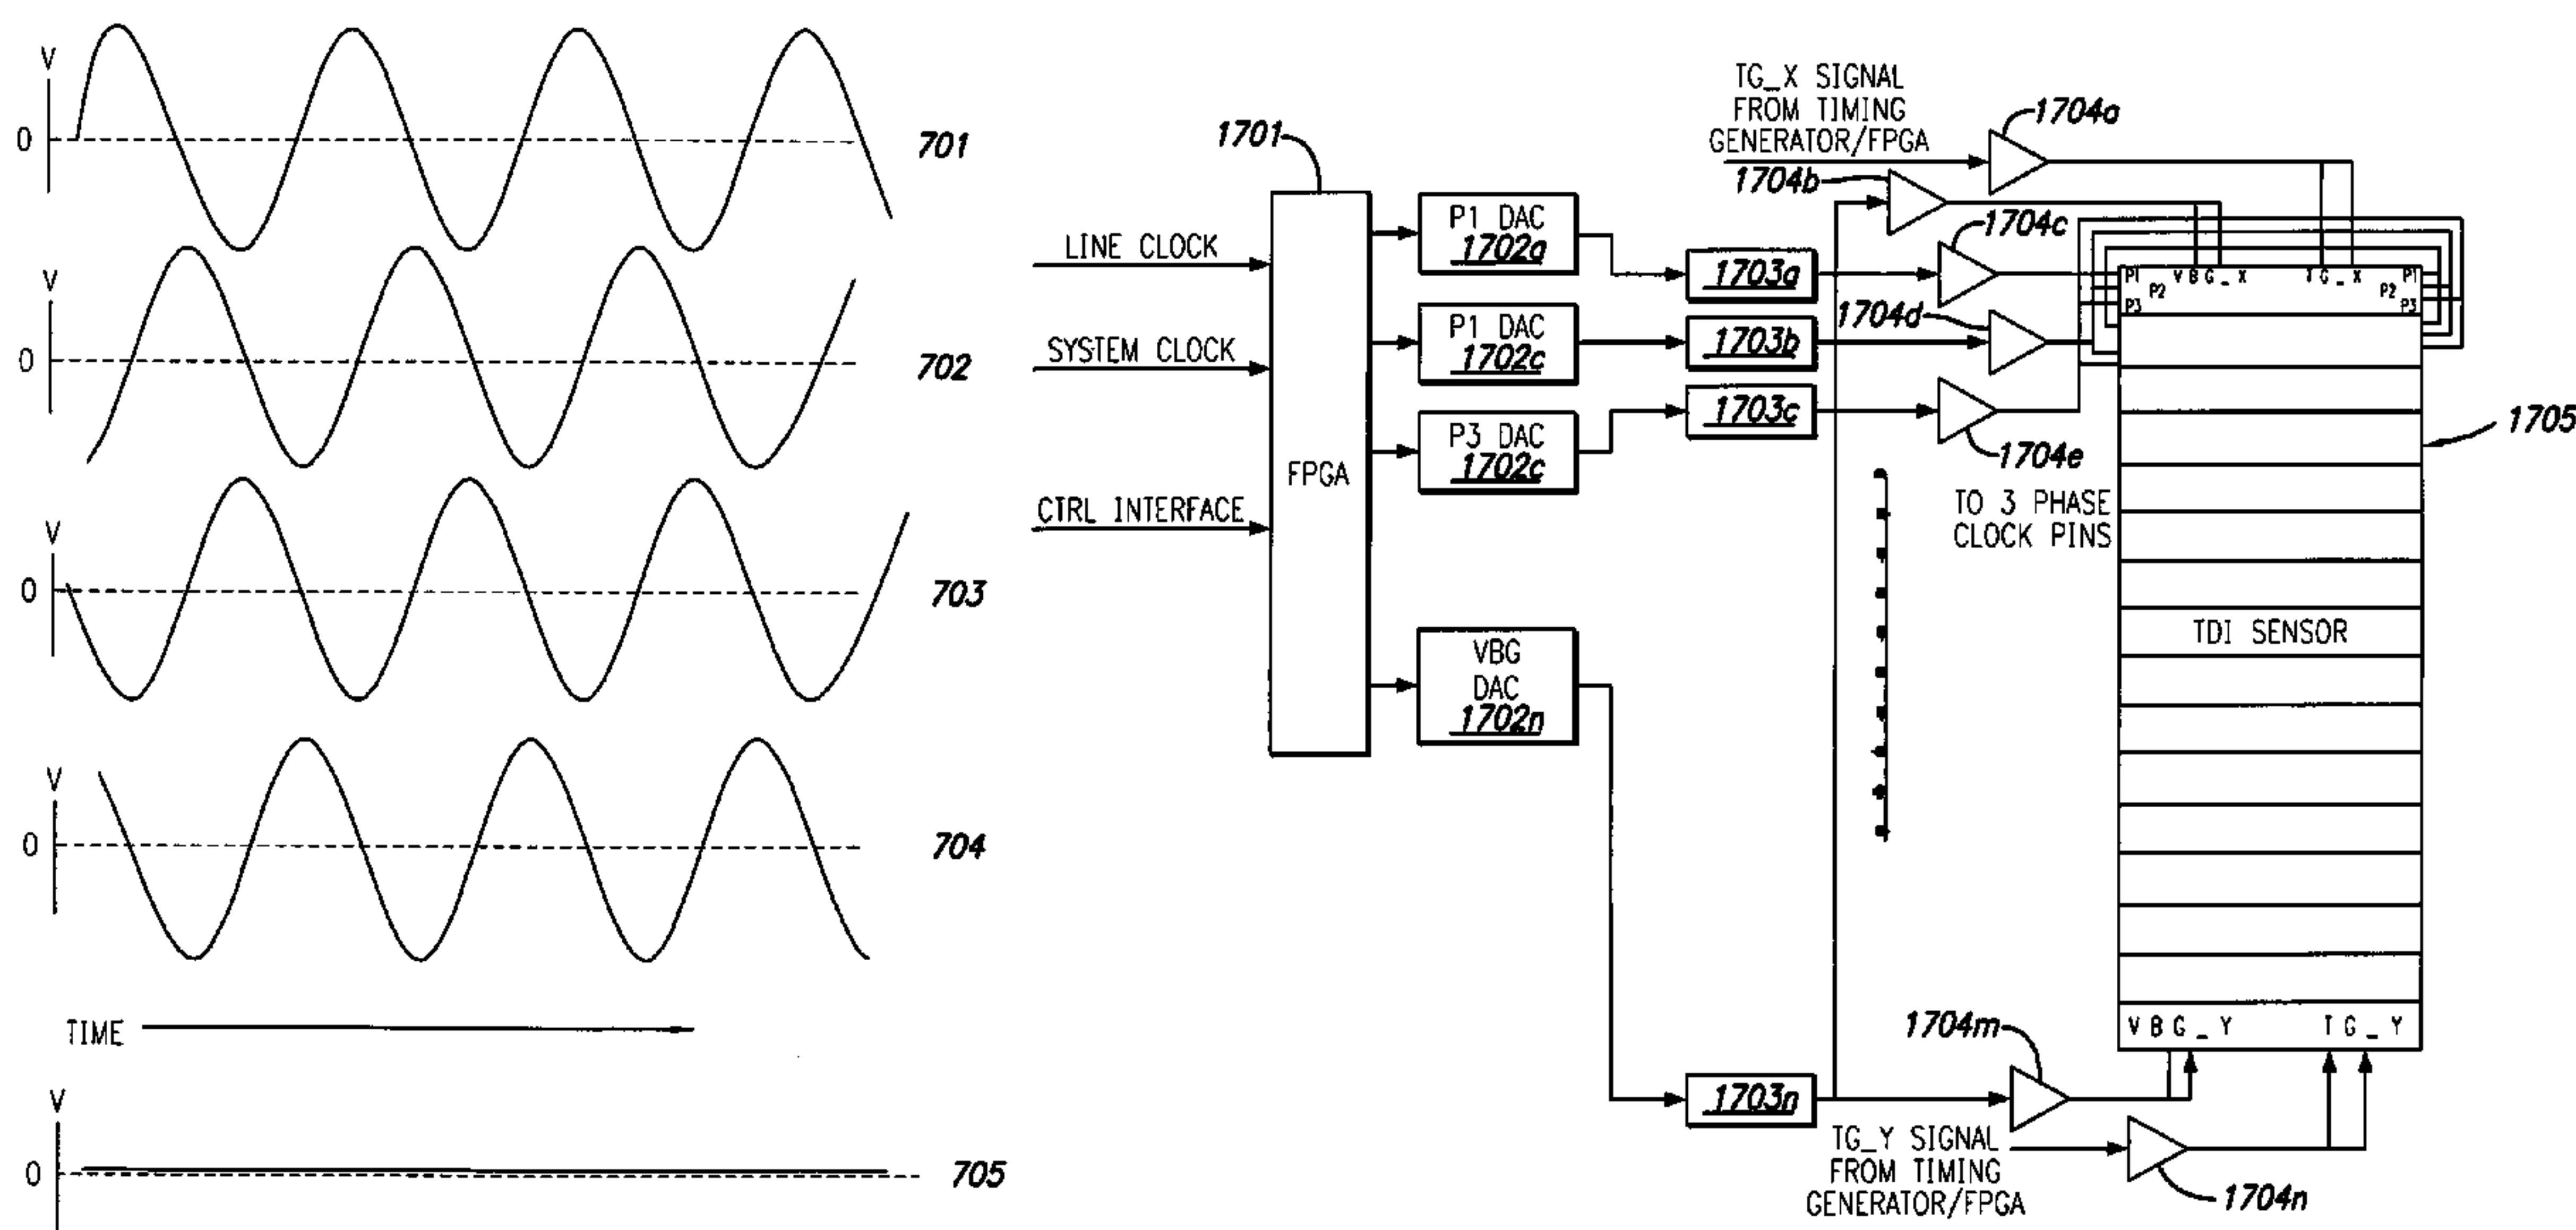 V
0
701
V
0
702
V
0
703
V
0
704
TIME
V
0
705
LINE CLOCK
SYSTEM CLOCK
CTRL INTERFACE
1701
FPGA
P1 DAC
1702a
P1 DAC
1702c
P3 DAC
1702c
VBG
DAC
1702n
1703a
1703b
1703c
1703n
TG_X SIGNAL
FROM TIMING
GENERATOR/FPGA
1704a
1704b
1704c
1704d
1704e
TO 3 PHASE
CLOCK PINS
P1 VBG_X TG_X P1
P2 P2
P3 P3
1705
TDI SENSOR
VBG_Y TG_Y
1704m
TG_Y SIGNAL
FROM TIMING
GENERATOR/FPGA
1704n